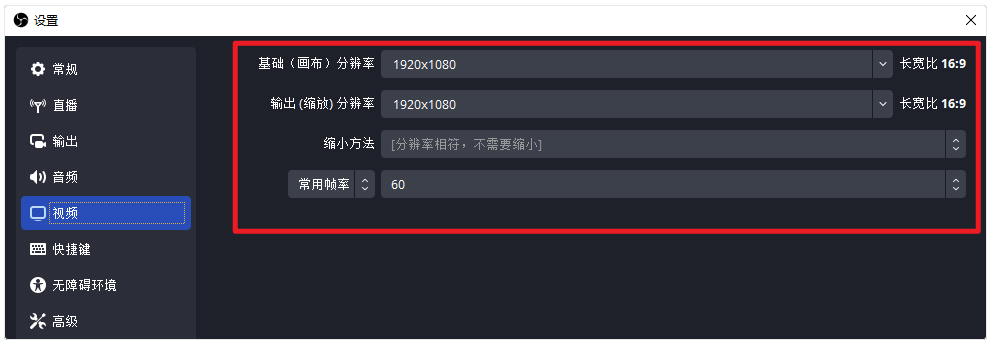 设置
常规
直播
输出
音频
视频
快捷键
无障碍环境
高级
基础（画布）分辨率 1920x1080 长宽比 16:9
输出 (缩放) 分辨率 1920x1080 长宽比 16:9
缩小方法 [分辨率相符，不需要缩小]
常用帧率 60